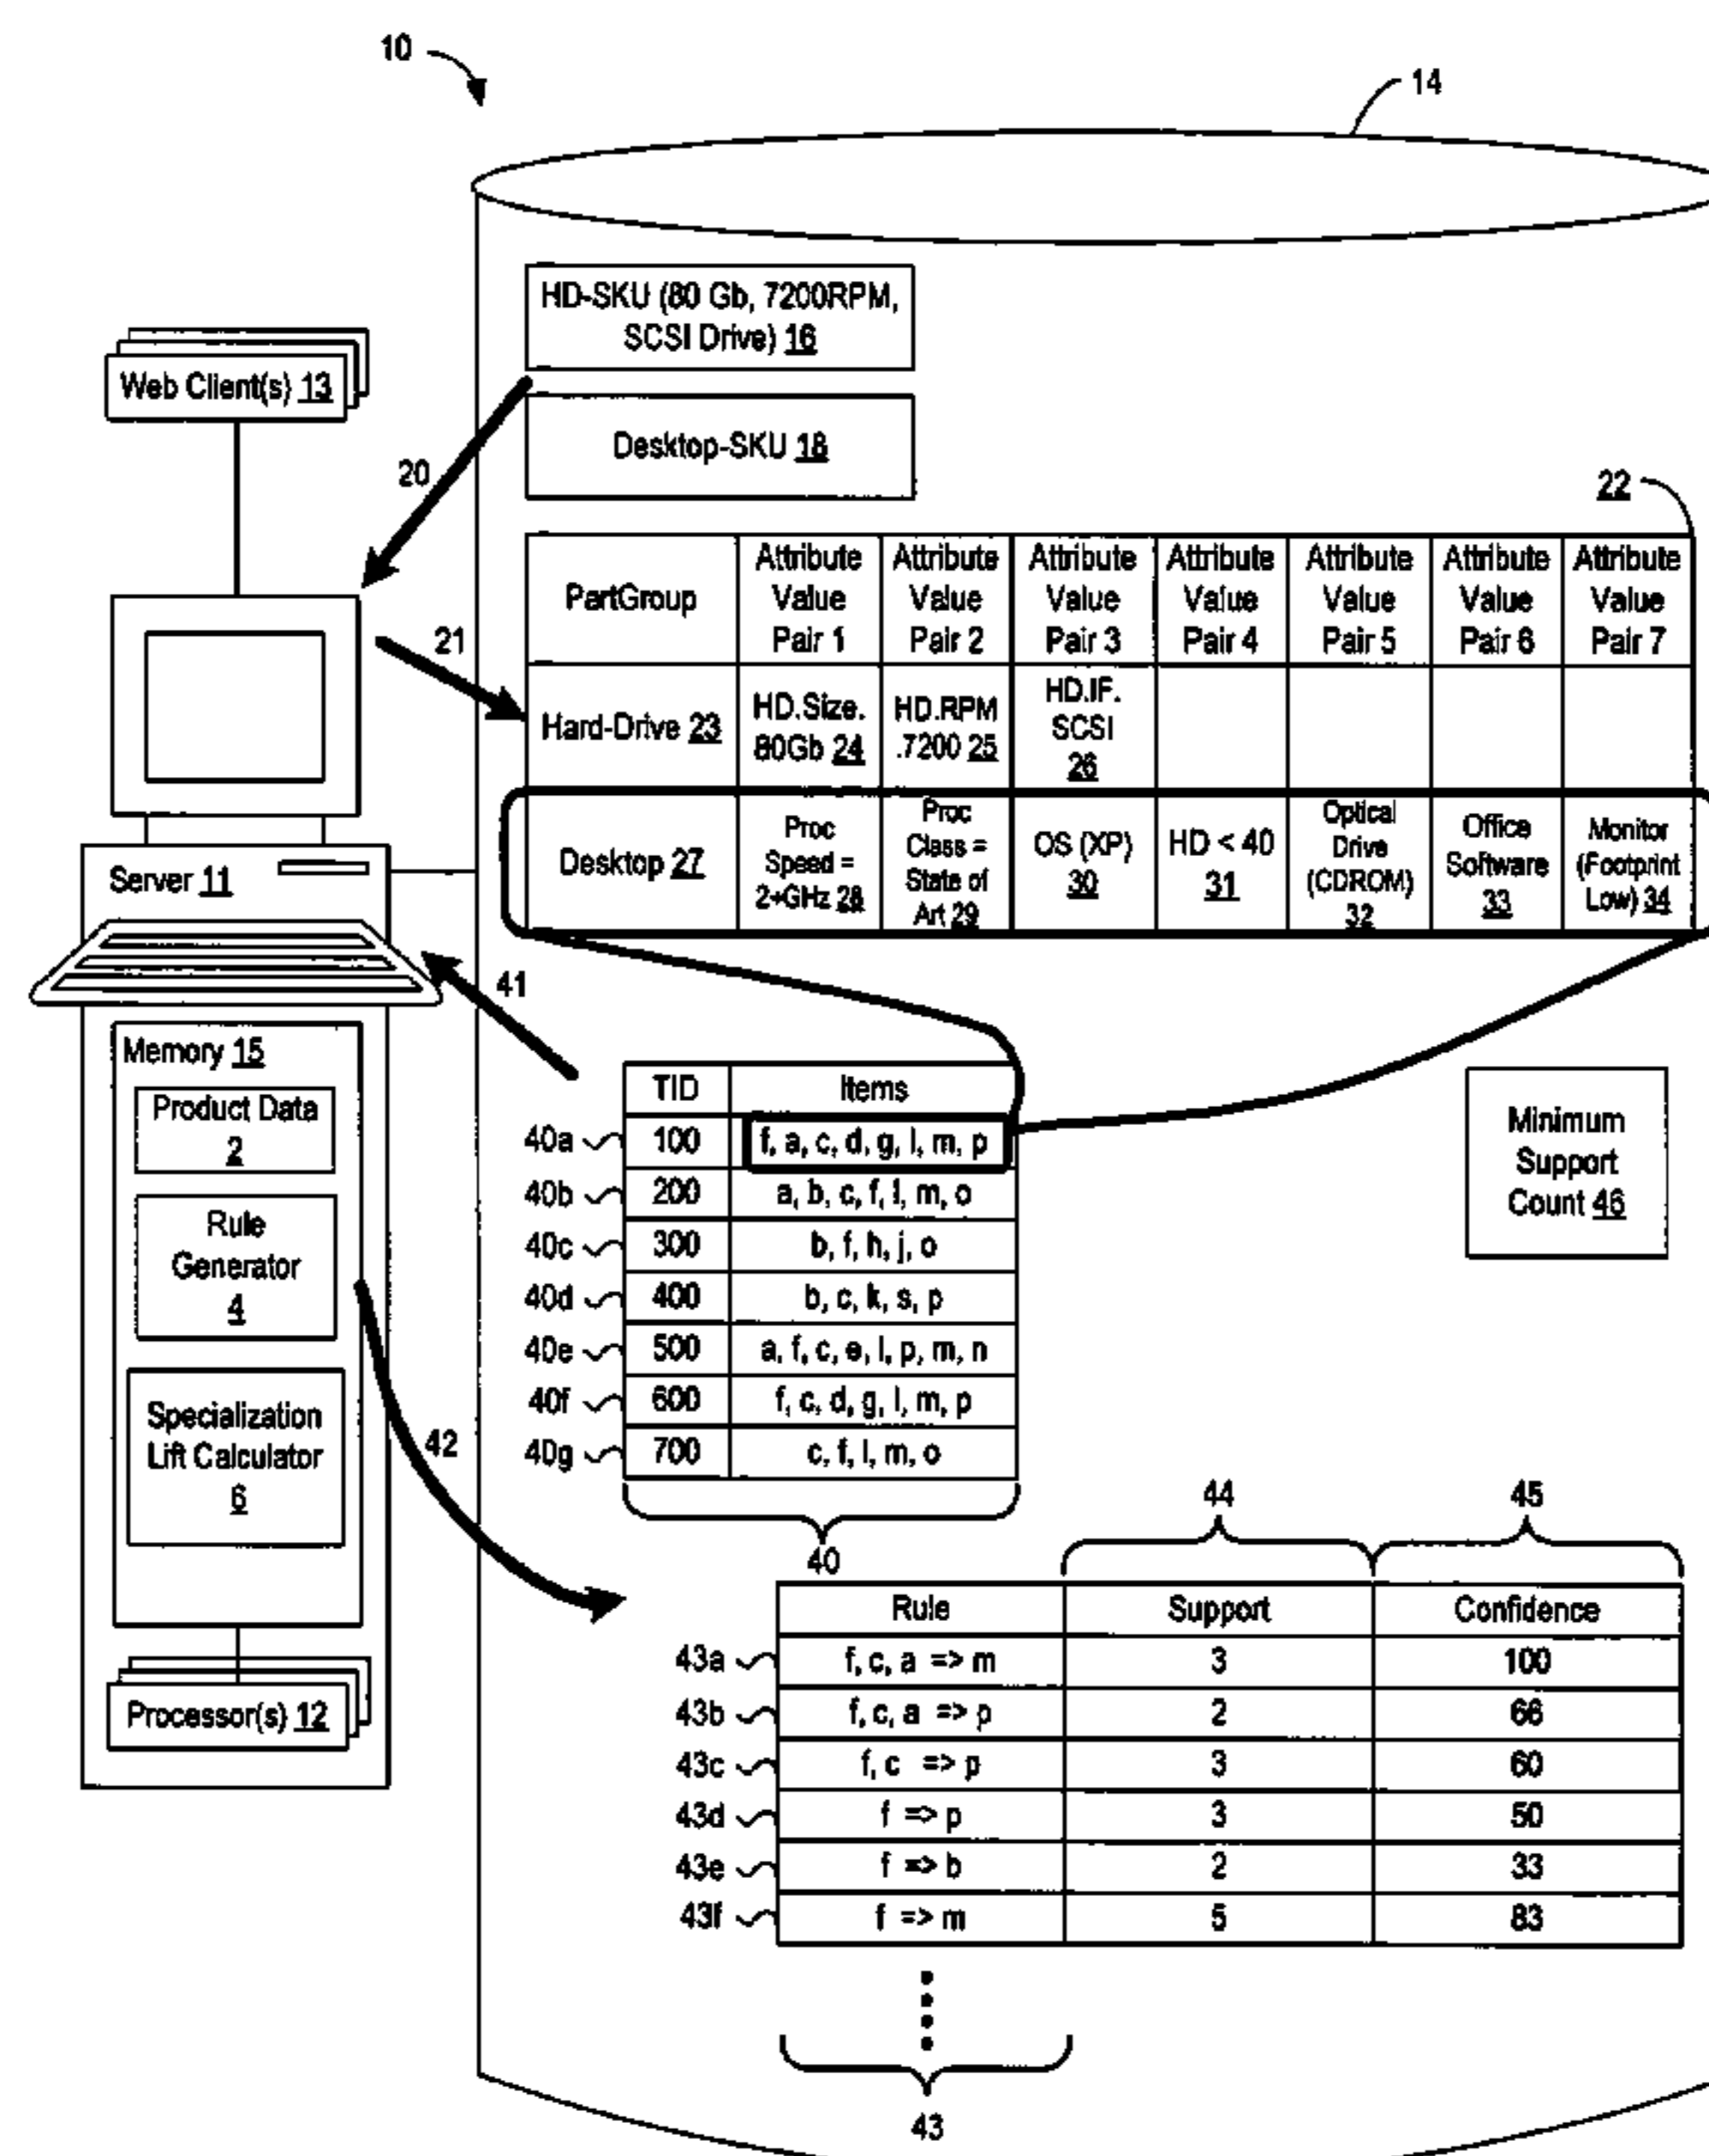 10
14
HD-SKU (80 Gb, 7200RPM,
SCSI Drive) 16
Web Client(s) 13
Desktop-SKU 18
20
22
PartGroup
Attribute
Value
Pair 1
Attribute
Value
Pair 2
Attribute
Value
Pair 3
Attribute
Value
Pair 4
Attribute
Value
Pair 5
Attribute
Value
Pair 6
Attribute
Value
Pair 7
21
Hard-Drive 23
HD.Size.
80Gb 24
HD.RPM
.7200 25
HD.IF.
SCSI
26
Desktop 27
Proc
Speed =
2+GHz 28
Proc
Class =
State of
Art 29
OS (XP)
30
HD < 40
31
Optical
Drive
(CDROM)
32
Office
Software
33
Monitor
(Footprint
Low) 34
Server 11
41
Memory 15
Product Data
2
Rule
Generator
4
Specialization
Lift Calculator
6
Processor(s) 12
42
TID Items
40a 100 f, a, c, d, g, l, m, p
40b 200 a, b, c, f, l, m, o
40c 300 b, f, h, j, o
40d 400 b, c, k, s, p
40e 500 a, f, c, e, l, p, m, n
40f 600 f, c, d, g, l, m, p
40g 700 c, f, l, m, o
40
Minimum
Support
Count 46
44 45
Rule Support Confidence
43a f, c, a => m 3 100
43b f, c, a => p 2 66
43c f, c => p 3 60
43d f => p 3 50
43e f => b 2 33
43f f => m 5 83
43